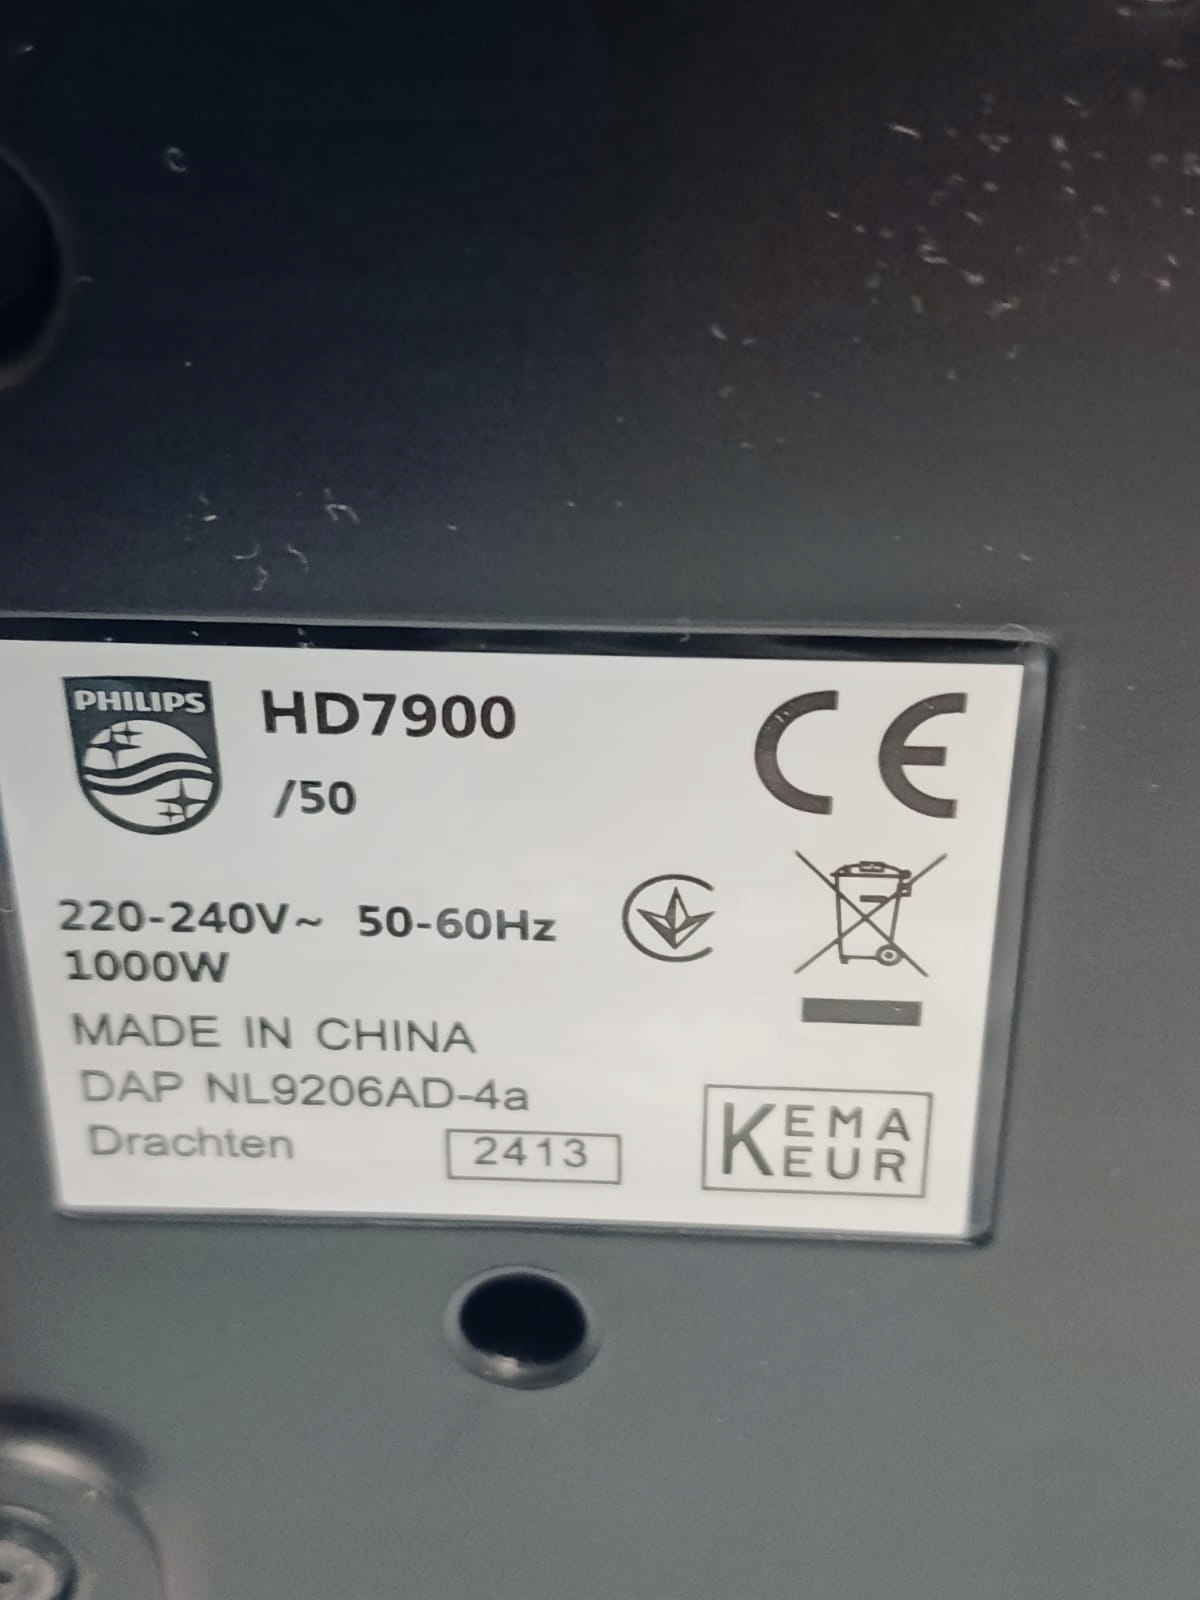 PHILIPS
HD7900
/50
CE
220-240V~ 50-60Hz
1000W
MADE IN CHINA
DAP NL9206AD-4a
Drachten
2413
KEMA
KEUR